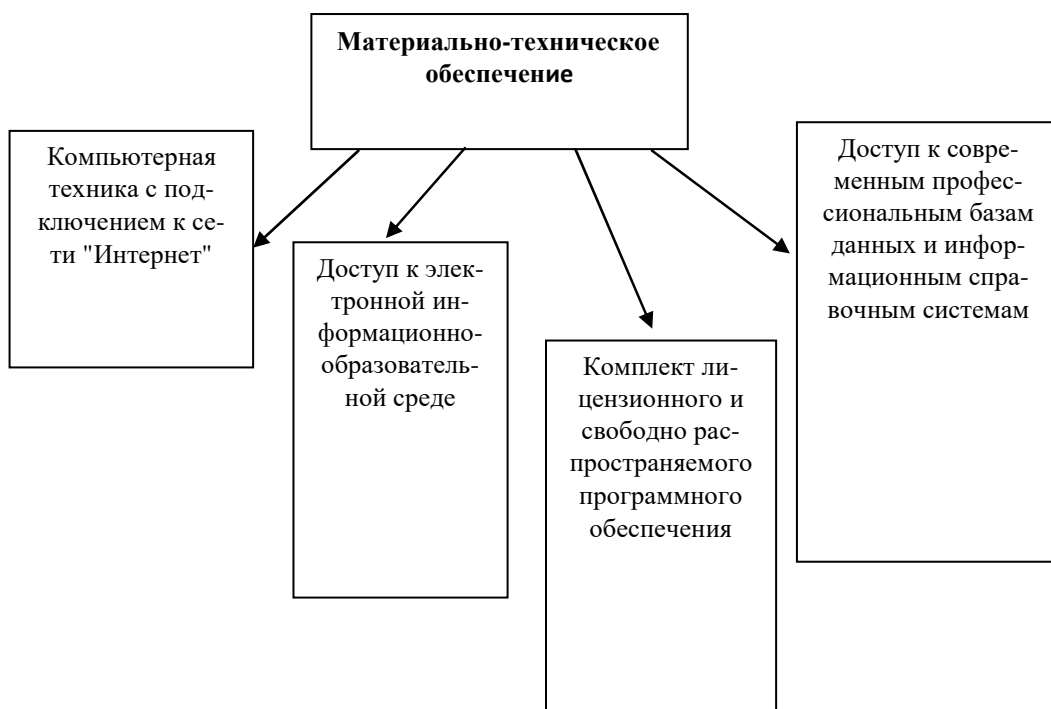 Материально-техническое
обеспечение
Компьютерная
техника с под-
ключением к се-
ти "Интернет"
Доступ к элек-
тронной ин-
формационно-
образователь-
ной среде
Комплект ли-
цензионного и
свободно рас-
пространяемого
программного
обеспечения
Доступ к совре-
менным профес-
сиональным базам
данных и инфор-
мационным спра-
вочным системам